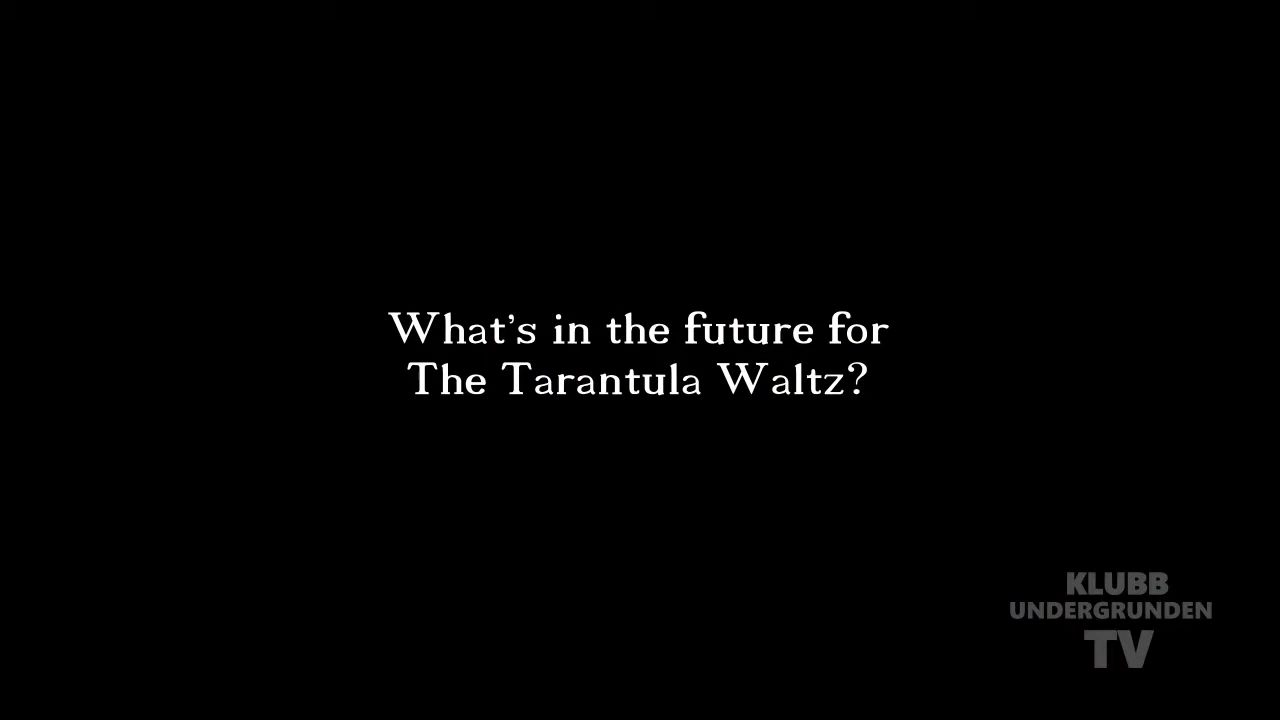 What's in the future for
The Tarantula Waltz?
KLUBB
UNDERGRUNDEN
TV